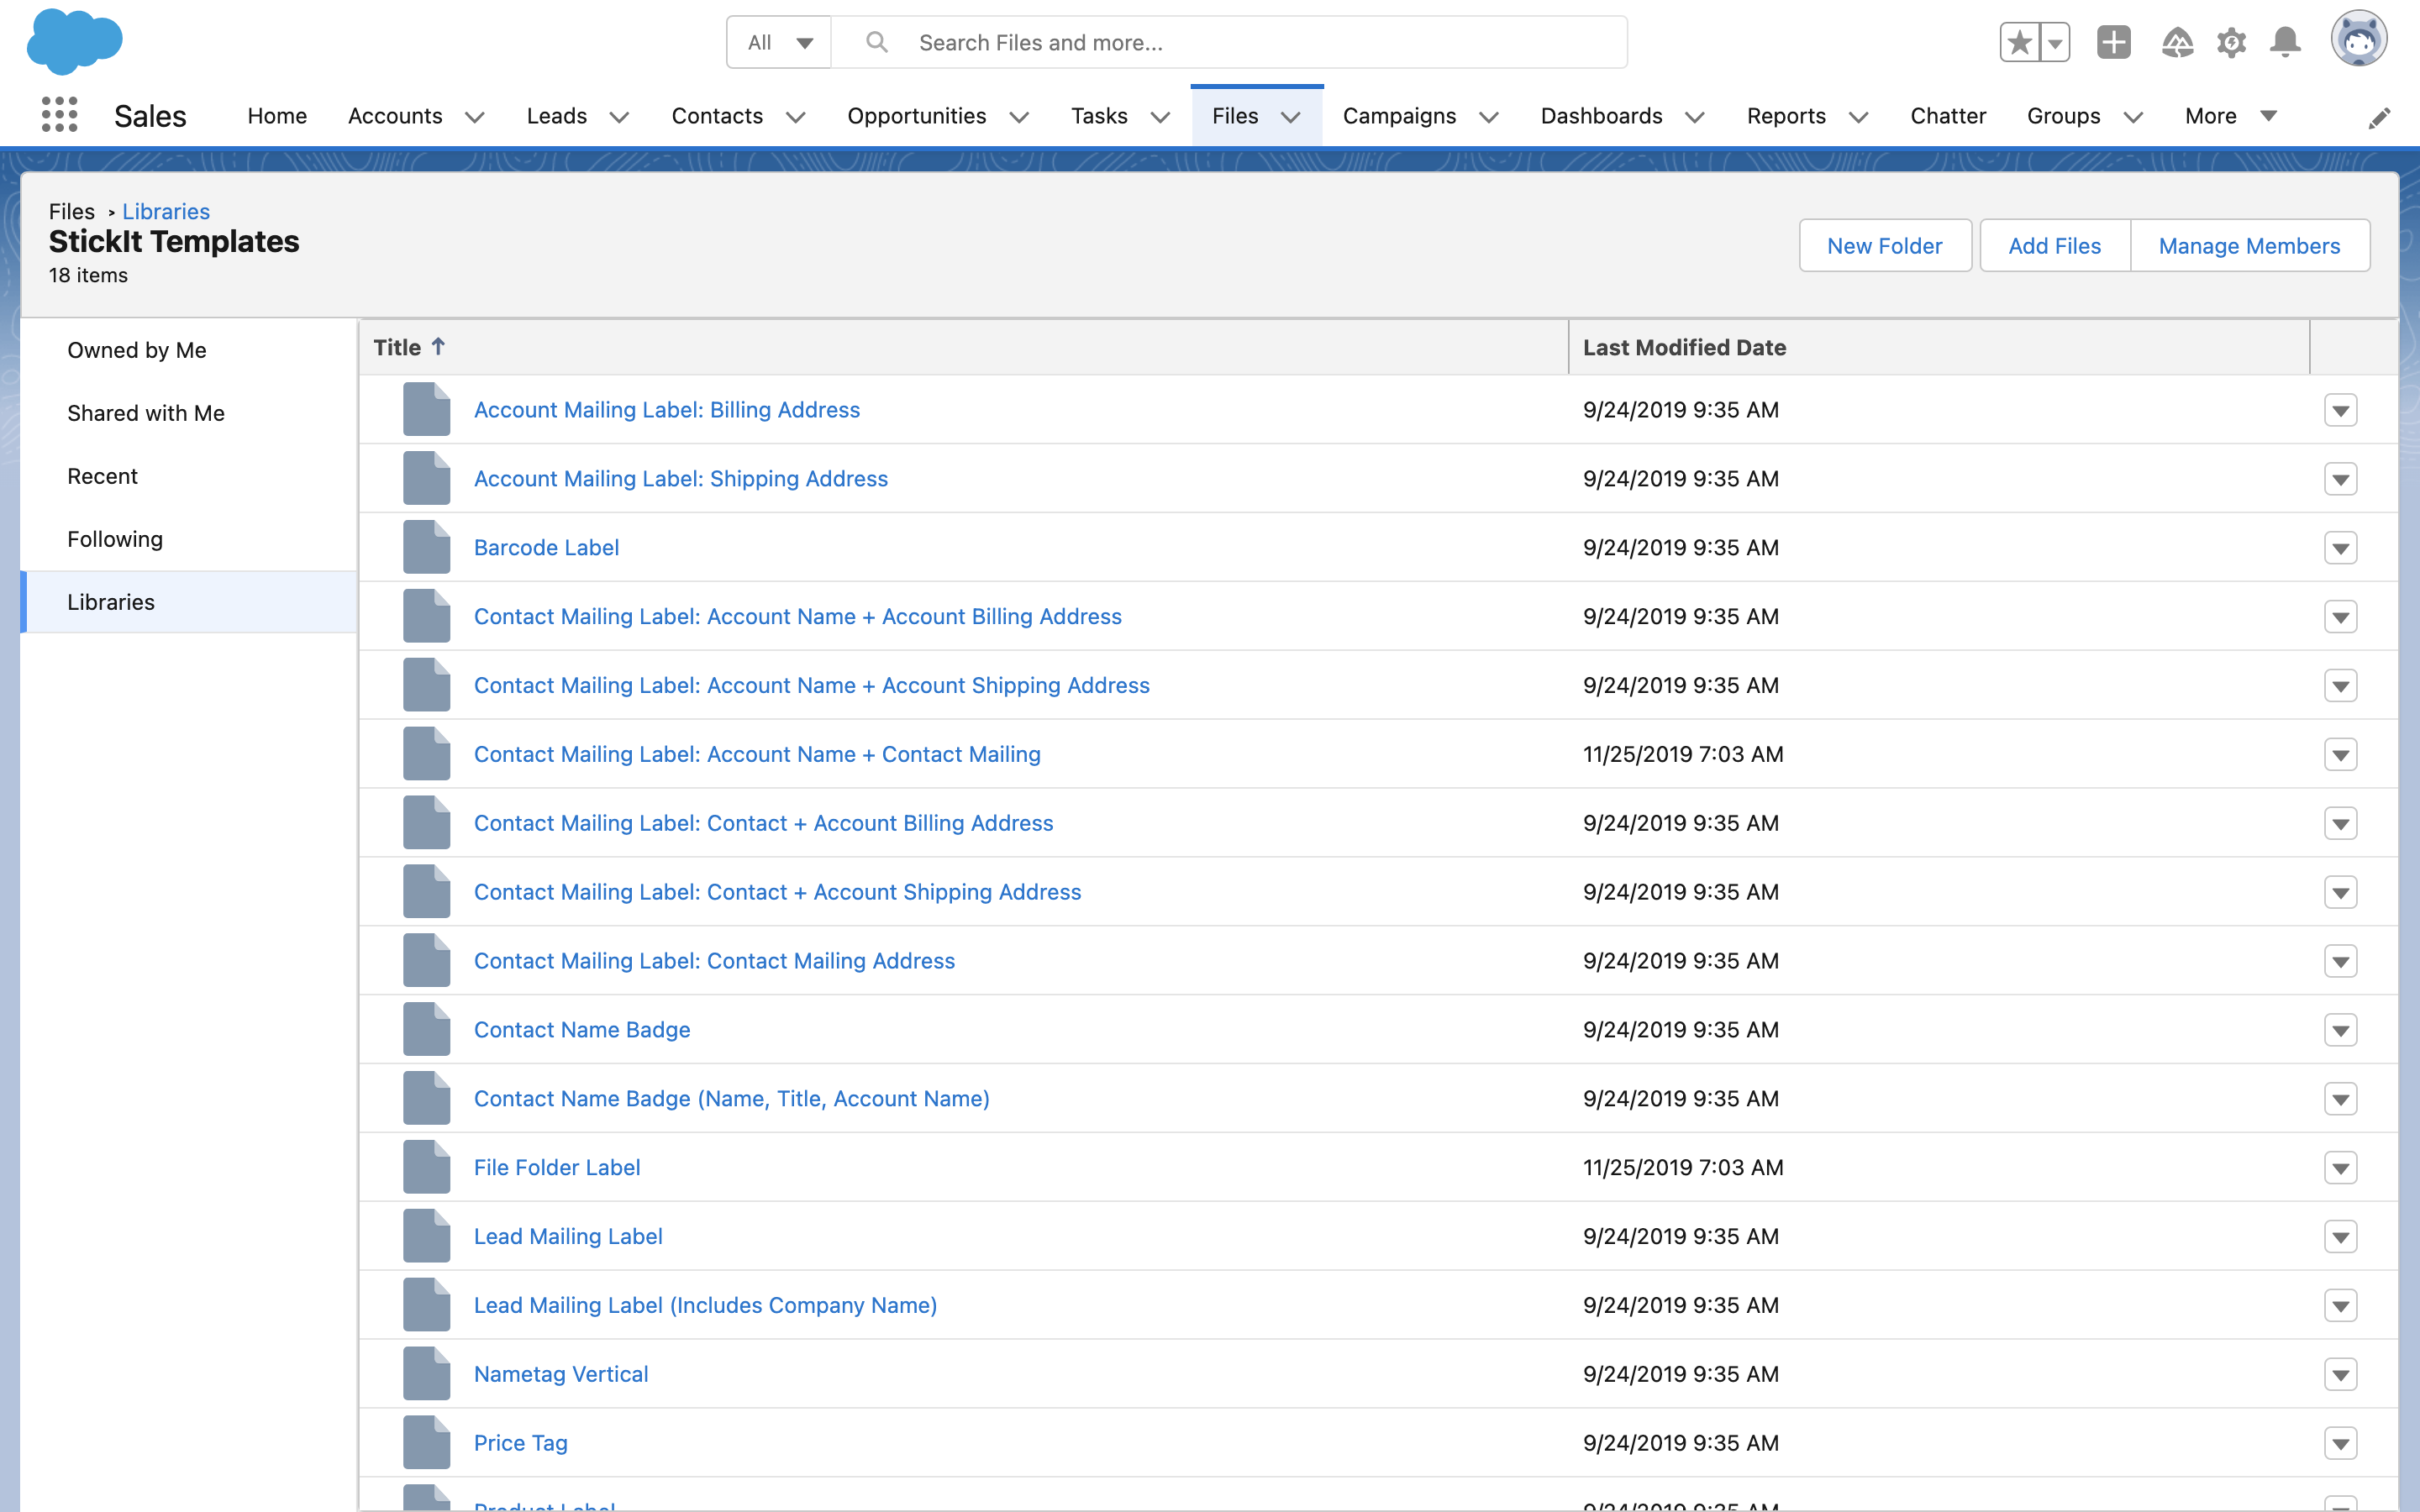 All
Search Files and more...
Sales Home Accounts Leads Contacts Opportunities Tasks Files Campaigns Dashboards Reports Chatter Groups More
Files > Libraries
StickIt Templates
18 items
New Folder Add Files Manage Members
Owned by Me
Shared with Me
Recent
Following
Libraries
Title Last Modified Date
Account Mailing Label: Billing Address 9/24/2019 9:35 AM
Account Mailing Label: Shipping Address 9/24/2019 9:35 AM
Barcode Label 9/24/2019 9:35 AM
Contact Mailing Label: Account Name + Account Billing Address 9/24/2019 9:35 AM
Contact Mailing Label: Account Name + Account Shipping Address 9/24/2019 9:35 AM
Contact Mailing Label: Account Name + Contact Mailing 11/25/2019 7:03 AM
Contact Mailing Label: Contact + Account Billing Address 9/24/2019 9:35 AM
Contact Mailing Label: Contact + Account Shipping Address 9/24/2019 9:35 AM
Contact Mailing Label: Contact Mailing Address 9/24/2019 9:35 AM
Contact Name Badge 9/24/2019 9:35 AM
Contact Name Badge (Name, Title, Account Name) 9/24/2019 9:35 AM
File Folder Label 11/25/2019 7:03 AM
Lead Mailing Label 9/24/2019 9:35 AM
Lead Mailing Label (Includes Company Name) 9/24/2019 9:35 AM
Nametag Vertical 9/24/2019 9:35 AM
Price Tag 9/24/2019 9:35 AM
Product Label 9/24/2019 9:35 AM